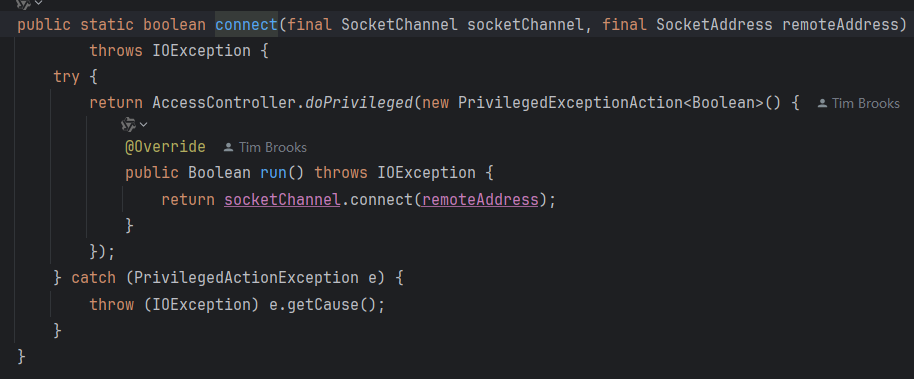 public static boolean connect(final SocketChannel socketChannel, final SocketAddress remoteAddress)
        throws IOException {
    try {
        return AccessController.doPrivileged(new PrivilegedExceptionAction<Boolean>() {  Tim Brooks
            @Override  Tim Brooks
            public Boolean run() throws IOException {
                return socketChannel.connect(remoteAddress);
            }
        });
    } catch (PrivilegedActionException e) {
        throw (IOException) e.getCause();
    }
}